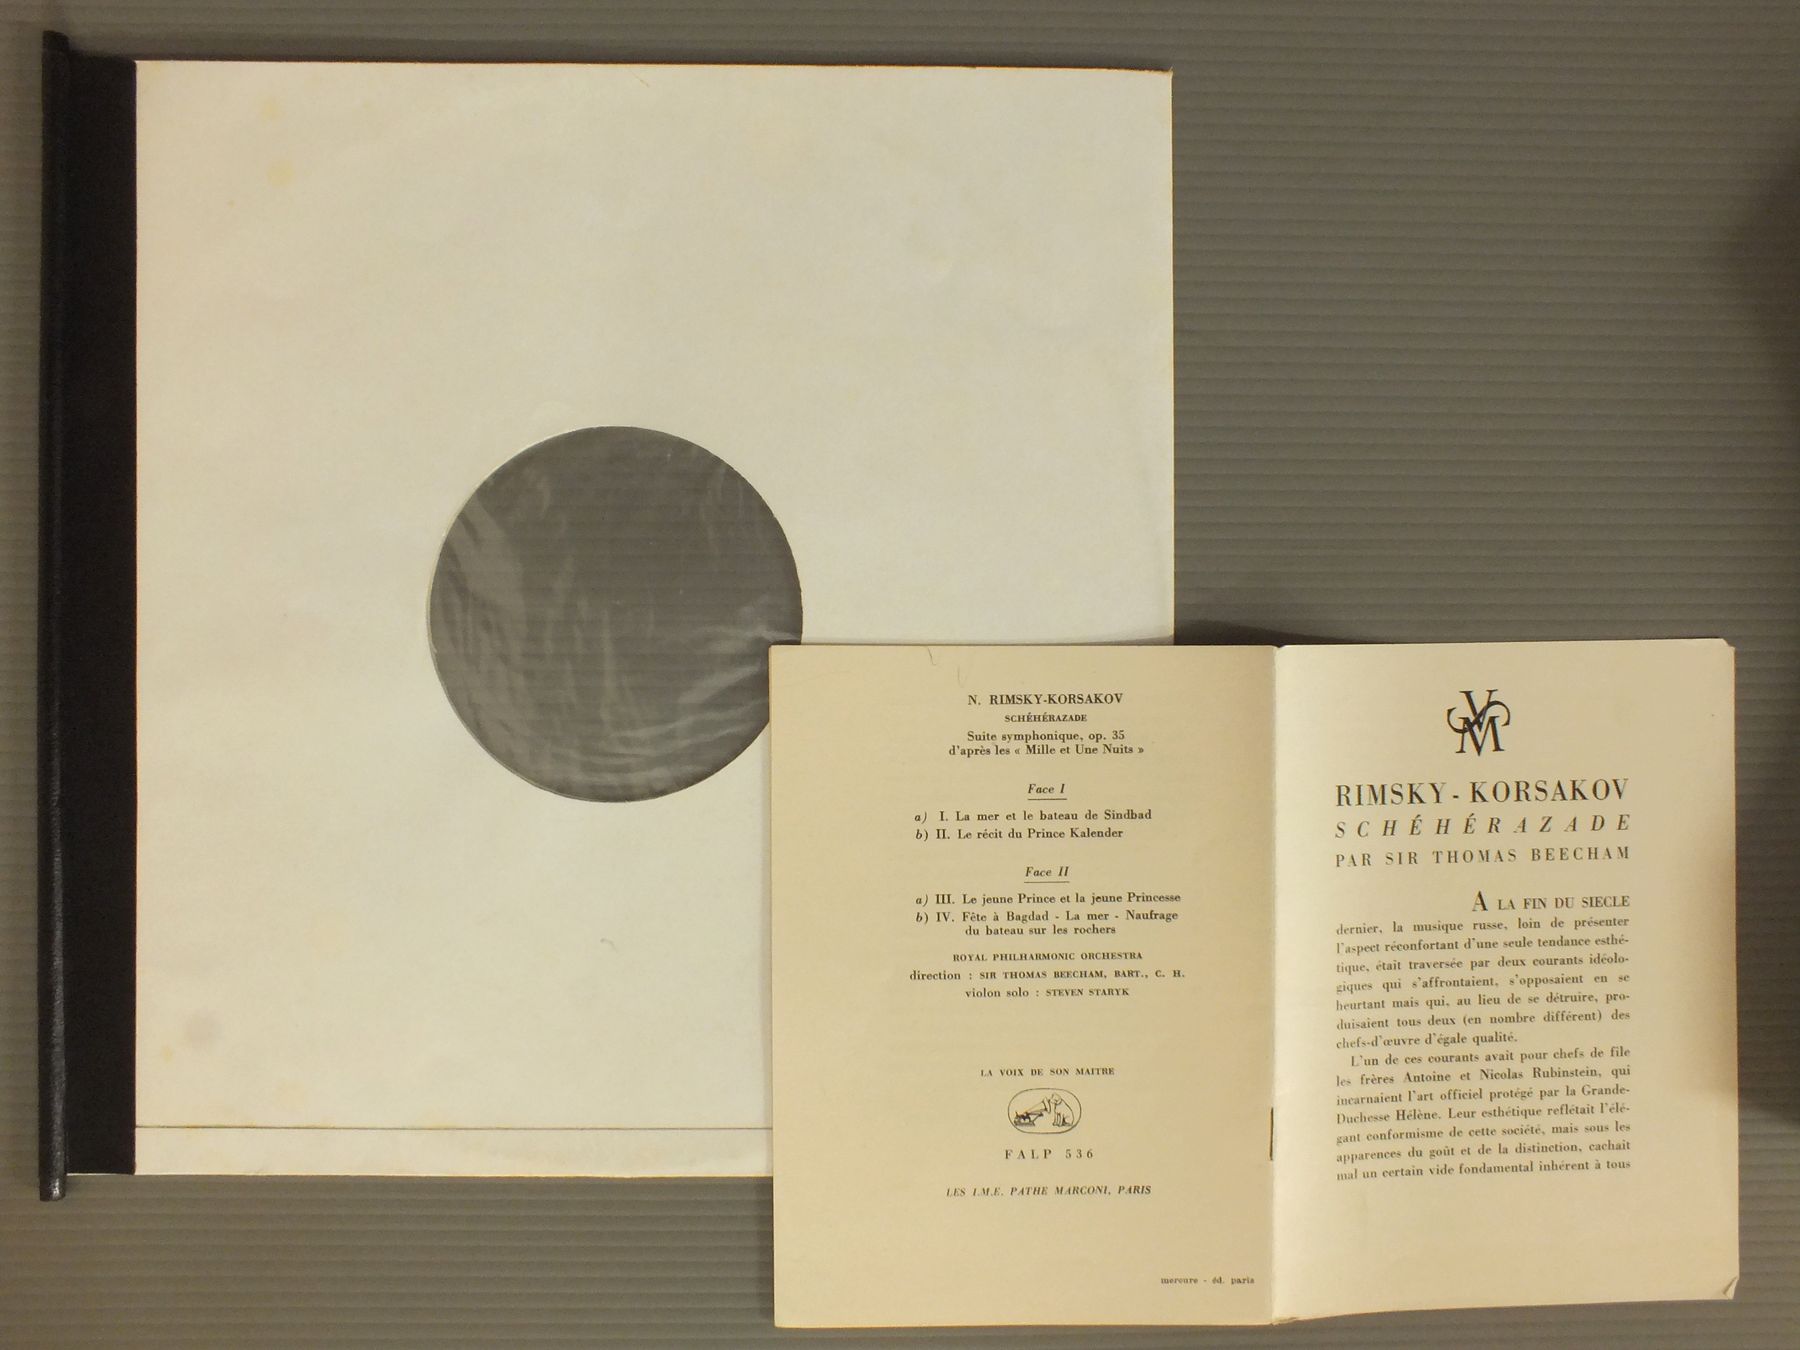 N. RIMSKY-KORSAKOV
SCHÉHÉRAZADE
Suite symphonique, op. 35
d'après les « Mille et Une Nuits »
Face I
a) I. La mer et le bateau de Sindbad
b) II. Le récit du Prince Kalender
Face II
a) III. Le jeune Prince et la jeune Princesse
b) IV. Fête à Bagdad - La mer - Naufrage
du bateau sur les rochers
ROYAL PHILHARMONIC ORCHESTRA
direction : SIR THOMAS BEECHAM, BART., C. H.
violon solo : STEVEN STARYK
LA VOIX DE SON MAITRE
FALP 536
LES I.M.E. PATHE MARCONI, PARIS
mercure - éd. paris
VSM
RIMSKY-KORSAKOV
SCHÉHÉRAZADE
PAR SIR THOMAS BEECHAM
A LA FIN DU SIECLE
dernier, la musique russe, loin de présenter
l'aspect réconfortant d'une seule tendance esthé-
tique, était traversée par deux courants idéolo-
giques qui s'affrontaient, s'opposaient en se
heurtant mais qui, au lieu de se détruire, pro-
duisaient tous deux (en nombre différent) des
chefs-d'œuvre d'égale qualité.
L'un de ces courants avait pour chefs de file
les frères Antoine et Nicolas Rubinstein, qui
incarnaient l'art officiel protégé par la Grande-
Duchesse Hélène. Leur esthétique reflétait l'élé-
gant conformisme de cette société, mais sous les
apparences du goût et de la distinction, cachait
mal un certain vide fondamental inhérent à tous